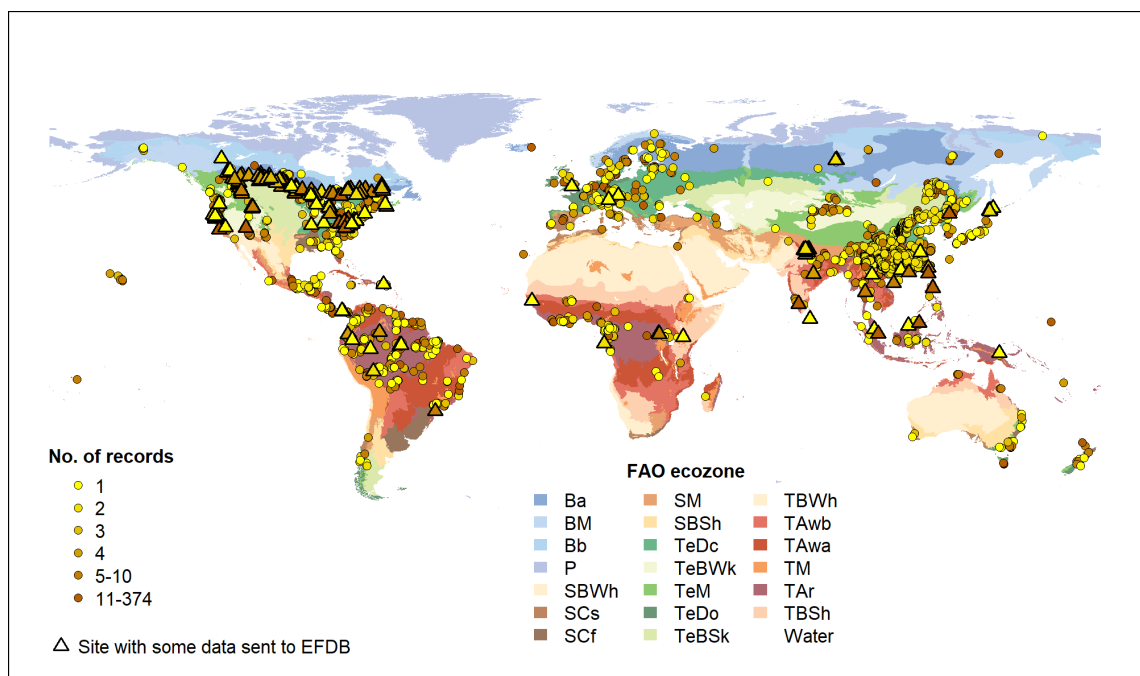 No. of records
1
2
3
4
5-10
11-374
Site with some data sent to EFDB
FAO ecozone
Ba
BM
Bb
P
SBWh
SCs
SCf
SM
SBSh
TeDc
TeBWk
TeM
TeDo
TeBSk
TBWh
TAwb
TAwa
TM
TAr
TBSh
Water